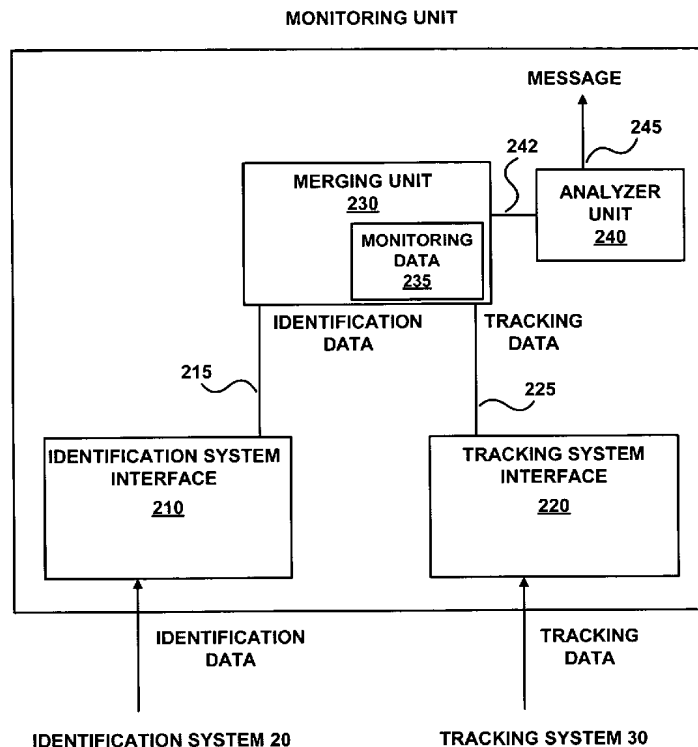 MONITORING UNIT
MESSAGE
245
242
MERGING UNIT
230
ANALYZER
UNIT
240
MONITORING
DATA
235
IDENTIFICATION
DATA
TRACKING
DATA
215
225
IDENTIFICATION SYSTEM
INTERFACE
210
TRACKING SYSTEM
INTERFACE
220
IDENTIFICATION
DATA
TRACKING
DATA
IDENTIFICATION SYSTEM 20
TRACKING SYSTEM 30